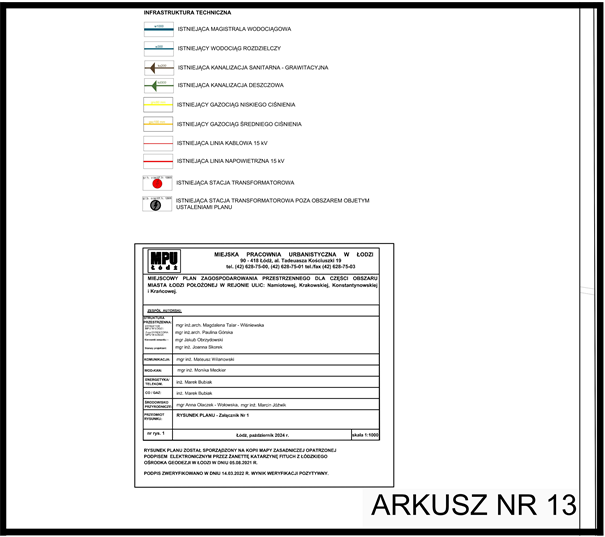 INFRASTRUKTURA TECHNICZNA
ISTNIEJĄCA MAGISTRALA WODOCIĄGOWA
ISTNIEJĄCY WODOCIĄG ROZDZIELCZY
ISTNIEJĄCA KANALIZACJA SANITARNA - GRAWITACYJNA
ISTNIEJĄCA KANALIZACJA DESZCZOWA
ISTNIEJĄCY GAZOCIĄG NISKIEGO CIŚNIENIA
ISTNIEJĄCY GAZOCIĄG ŚREDNIEGO CIŚNIENIA
ISTNIEJĄCA LINIA KABLOWA 15 kV
ISTNIEJĄCA LINIA NAPOWIETRZNA 15 kV
ISTNIEJĄCA STACJA TRANSFORMATOROWA
ISTNIEJĄCA STACJA TRANSFORMATOROWA POZA OBSZAREM OBJĘTYM
USTALENIAMI PLANU
MPU
Łódź
MIEJSKA PRACOWNIA URBANISTYCZNA W ŁODZI
90 - 418 Łódź, al. Tadeusza Kościuszki 19
tel. (42) 628-75-00, (42) 628-75-01 tel./fax (42) 628-75-03
MIEJSCOWY PLAN ZAGOSPODAROWANIA PRZESTRZENNEGO DLA CZĘŚCI OBSZARU
MIASTA ŁODZI POŁOŻONEJ W REJONIE ULIC: Namiotowej, Krakowskiej, Konstantynowskiej
i Krańcowej.
ZESPÓŁ AUTORSKI:
STRUKTURA
PRZESTRZENNA:
mgr inż.arch. Magdalena Talar - Wiśniewska
mgr inż.arch. Paulina Górska
mgr Jakub Obrzydowski
mgr inż. Joanna Skorek
KOMUNIKACJA:
mgr inż. Mateusz Wilanowski
WOD-KAN:
mgr inż. Monika Meckier
ENERGETYKA/
TELEKOM:
inż. Marek Bubiak
CO i GAZ:
inż. Marek Bubiak
ŚRODOWISKO
PRZYRODNICZE:
mgr Anna Olaczek - Wołowska, mgr inż. Marcin Jóźwik
PRZEDMIOT
RYSUNKU:
RYSUNEK PLANU - Załącznik Nr 1
nr rys. 1
Łódź, październik 2024 r.
skala 1:1000
RYSUNEK PLANU ZOSTAŁ SPORZĄDZONY NA KOPII MAPY ZASADNICZEJ OPATRZONEJ
PODPISEM ELEKTRONICZNYM PRZEZ ŻANETTĘ KATARZYNĘ FITUCH Z ŁÓDZKIEGO
OŚRODKA GEODEZJI W ŁODZI W DNIU 05.08.2021 R.
PODPIS ZWERYFIKOWANO W DNIU 14.03.2022 R. WYNIK WERYFIKACJI POZYTYWNY.
ARKUSZ NR 13